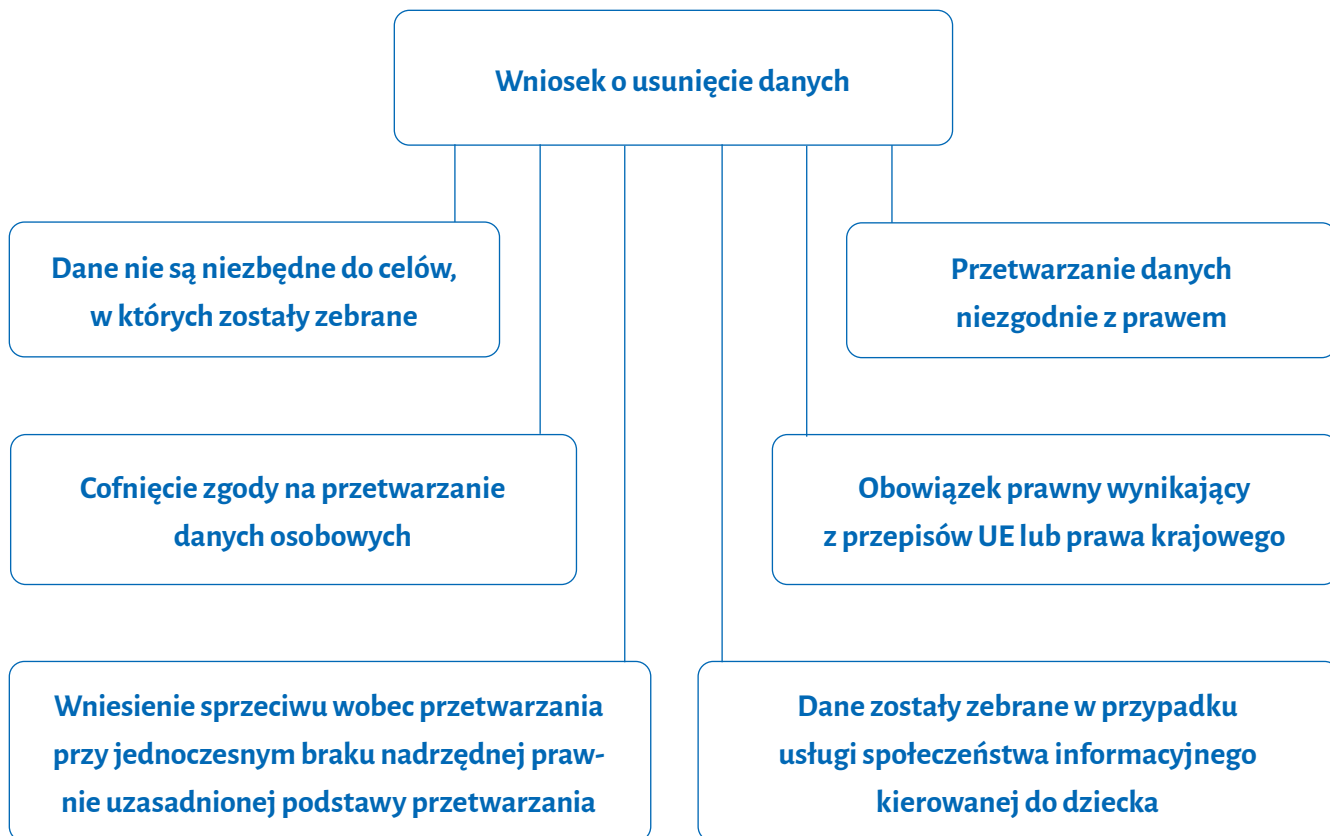 Wniosek o usunięcie danych
Dane nie są niezbędne do celów,
w których zostały zebrane
Przetwarzanie danych
niezgodnie z prawem
Cofnięcie zgody na przetwarzanie
danych osobowych
Obowiązek prawny wynikający
z przepisów UE lub prawa krajowego
Wniesienie sprzeciwu wobec przetwarzania
przy jednoczesnym braku nadrzędnej praw-
nie uzasadnionej podstawy przetwarzania
Dane zostały zebrane w przypadku
usługi społeczeństwa informacyjnego
kierowanej do dziecka